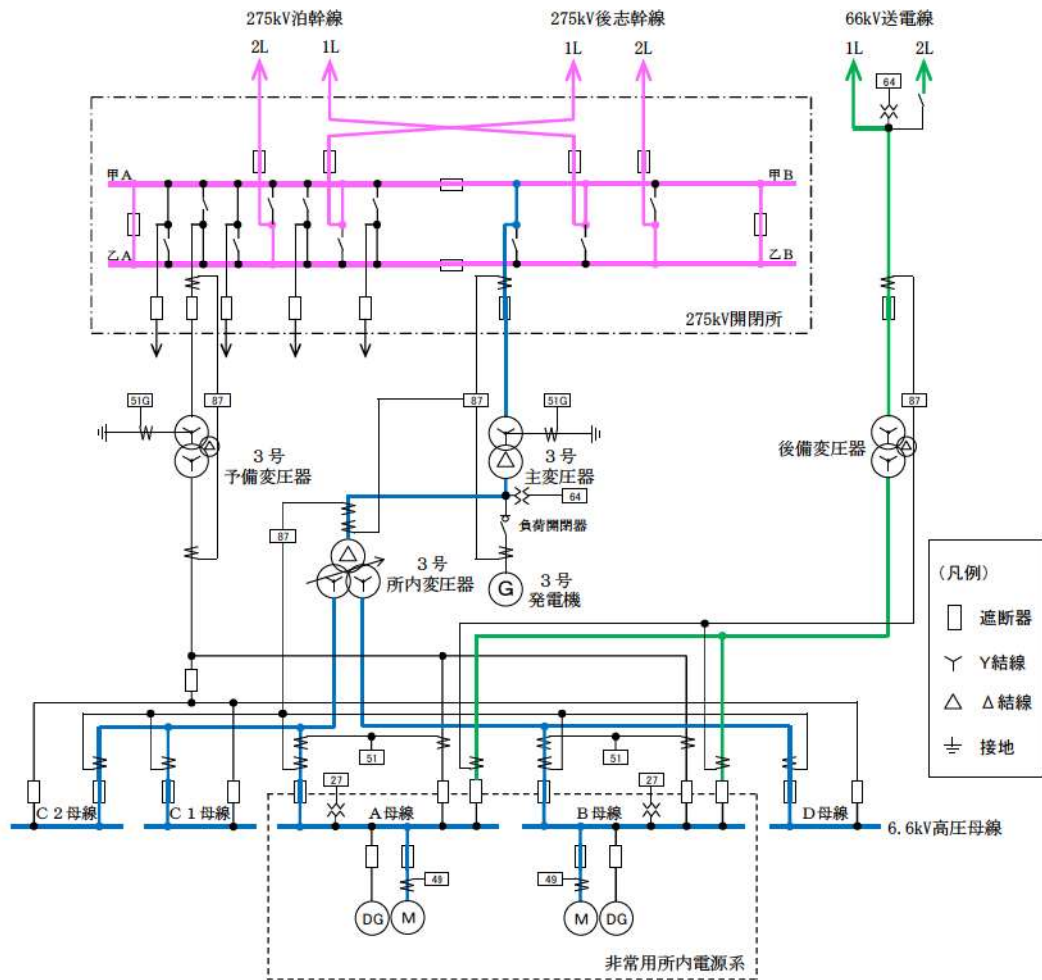 275kV泊幹線
275kV後志幹線
66kV送電線
2L
1L
1L
2L
1L
2L
64
甲A
甲B
乙A
乙B
275kV開閉所
51G
87
87
51G
87
3号
予備変圧器
3号
主変圧器
後備変圧器
64
87
負荷開閉器
3号
所内変圧器
G
3号
発電機
(凡例)
遮断器
Y結線
Δ結線
接地
51
51
27
27
C2母線
C1母線
A母線
B母線
D母線
6.6kV高圧母線
49
49
DG
M
M
DG
非常用所内電源系